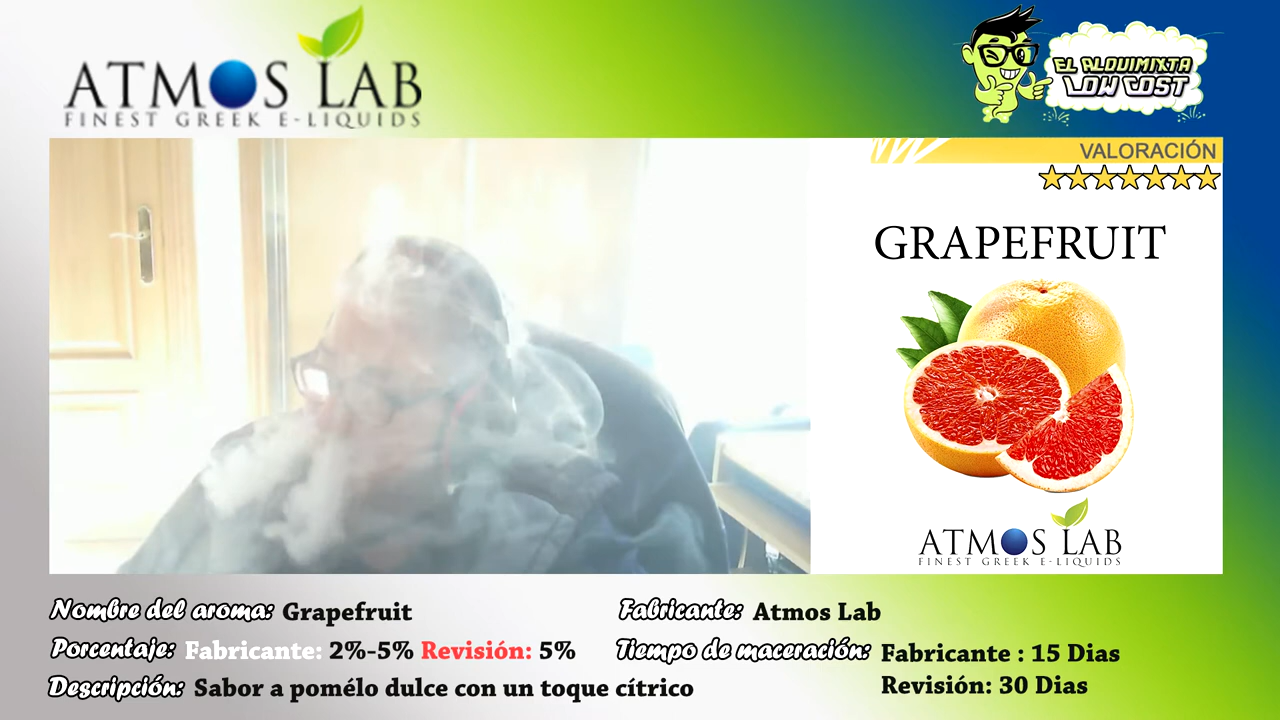 ATMOS LAB
FINEST GREEK E-LIQUIDS
EL ALQUIMIXTA
LOW COST
VALORACIÓN
GRAPEFRUIT
ATMOS LAB
FINEST GREEK E-LIQUIDS
Nombre del aroma: Grapefruit
Fabricante: Atmos Lab
Porcentaje: Fabricante: 2%-5% Revisión: 5%
Tiempo de maceración: Fabricante : 15 Dias
Revisión: 30 Dias
Descripción: Sabor a pomélo dulce con un toque cítrico